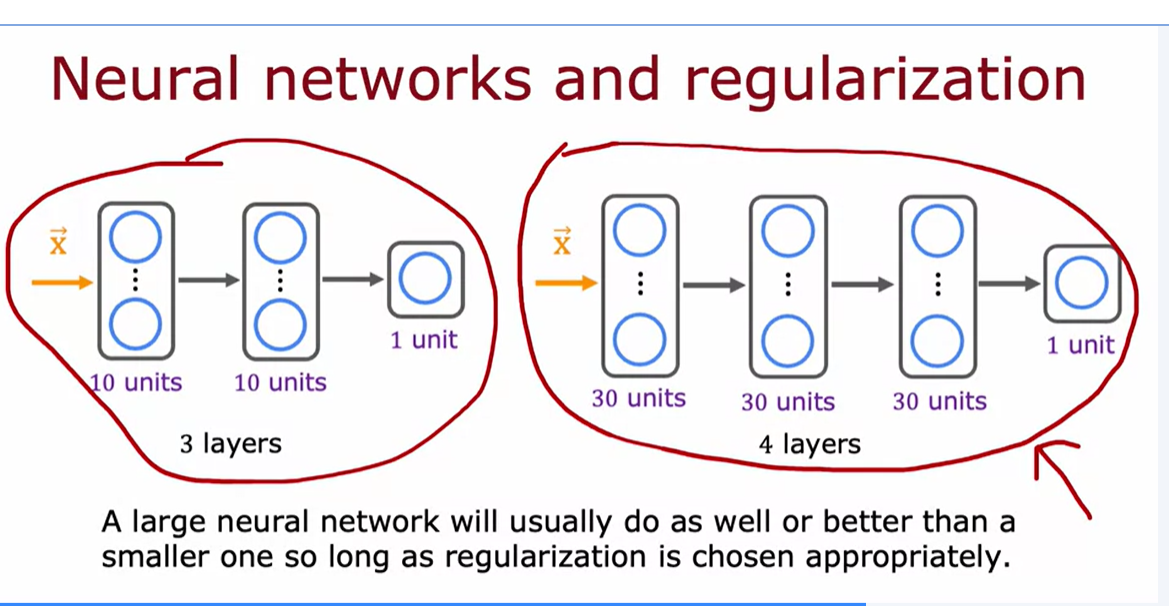 Neural networks and regularization
x⃗
10 units
10 units
1 unit
3 layers
x⃗
30 units
30 units
30 units
1 unit
4 layers
A large neural network will usually do as well or better than a
smaller one so long as regularization is chosen appropriately.